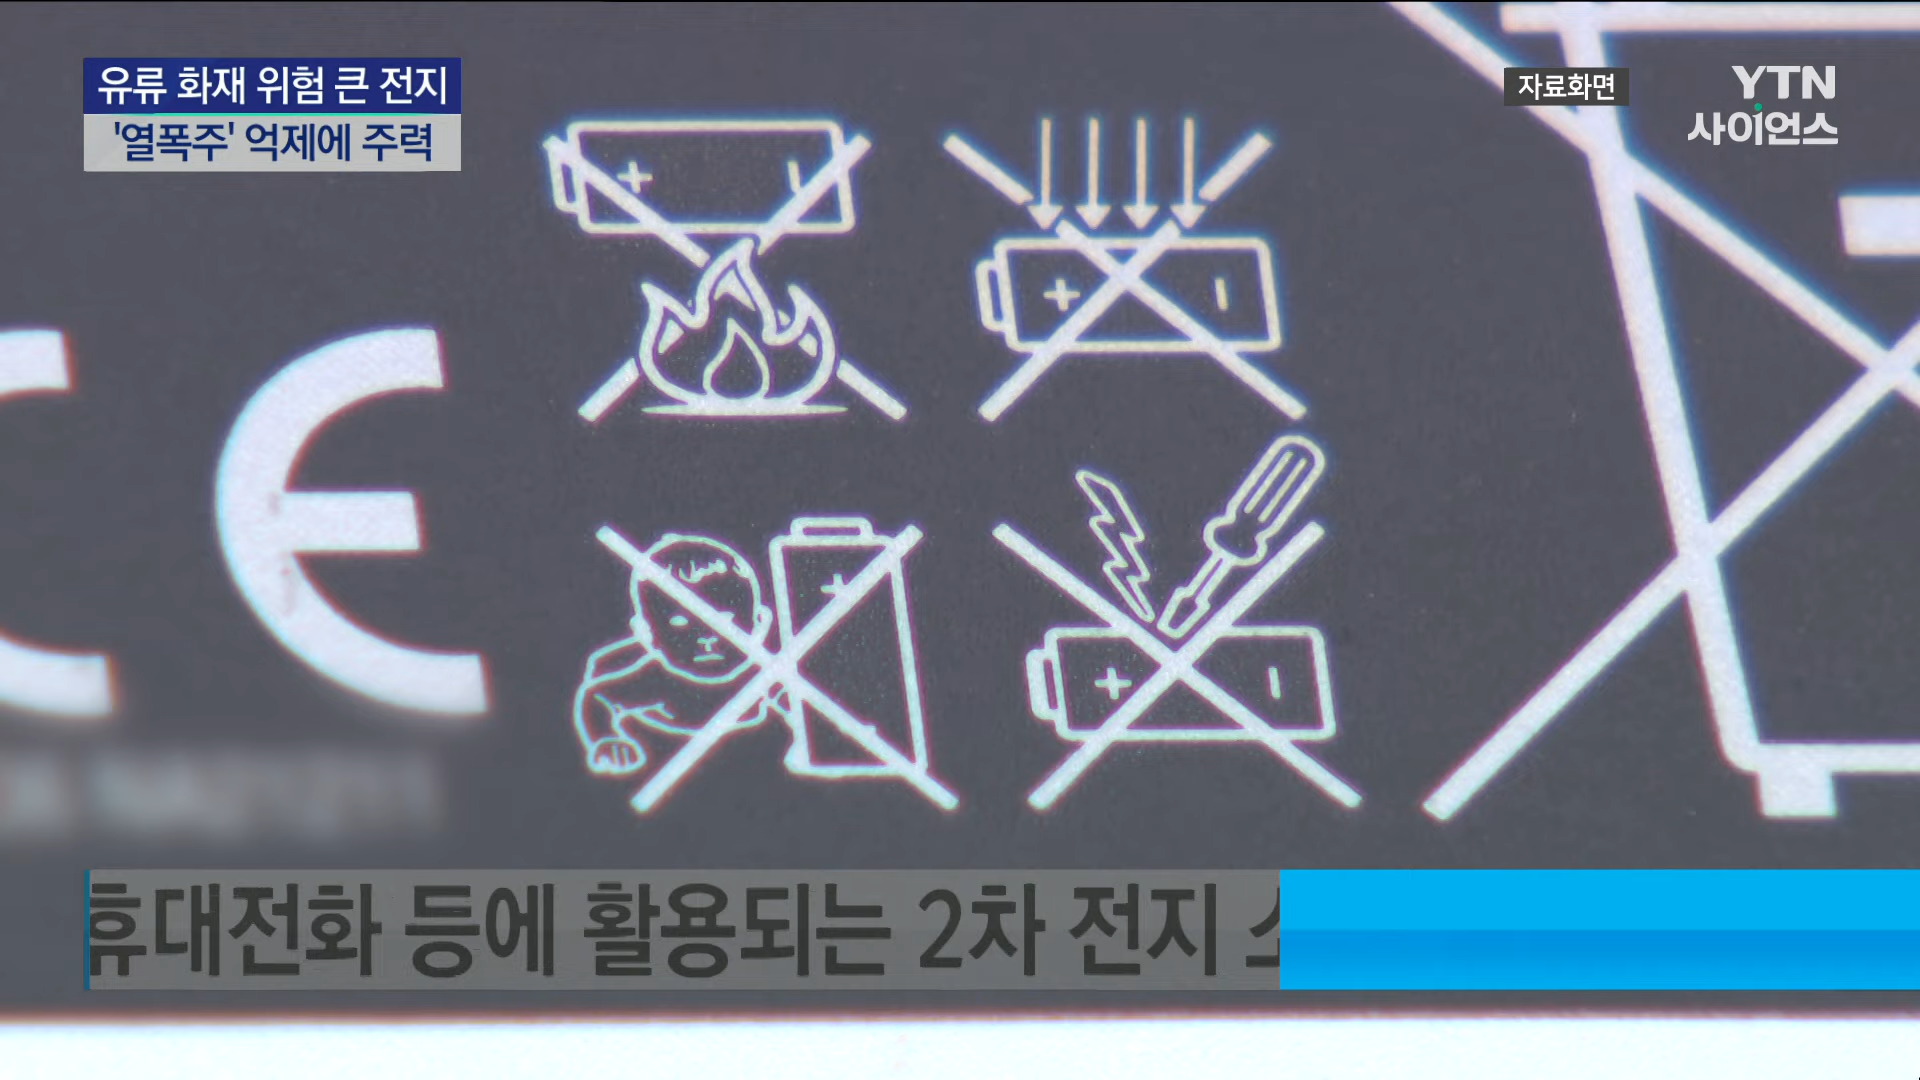 유류 화재 위험 큰 전지
'열폭주' 억제에 주력
자료화면
YTN
사이언스
CE
휴대전화 등에 활용되는 2차 전지